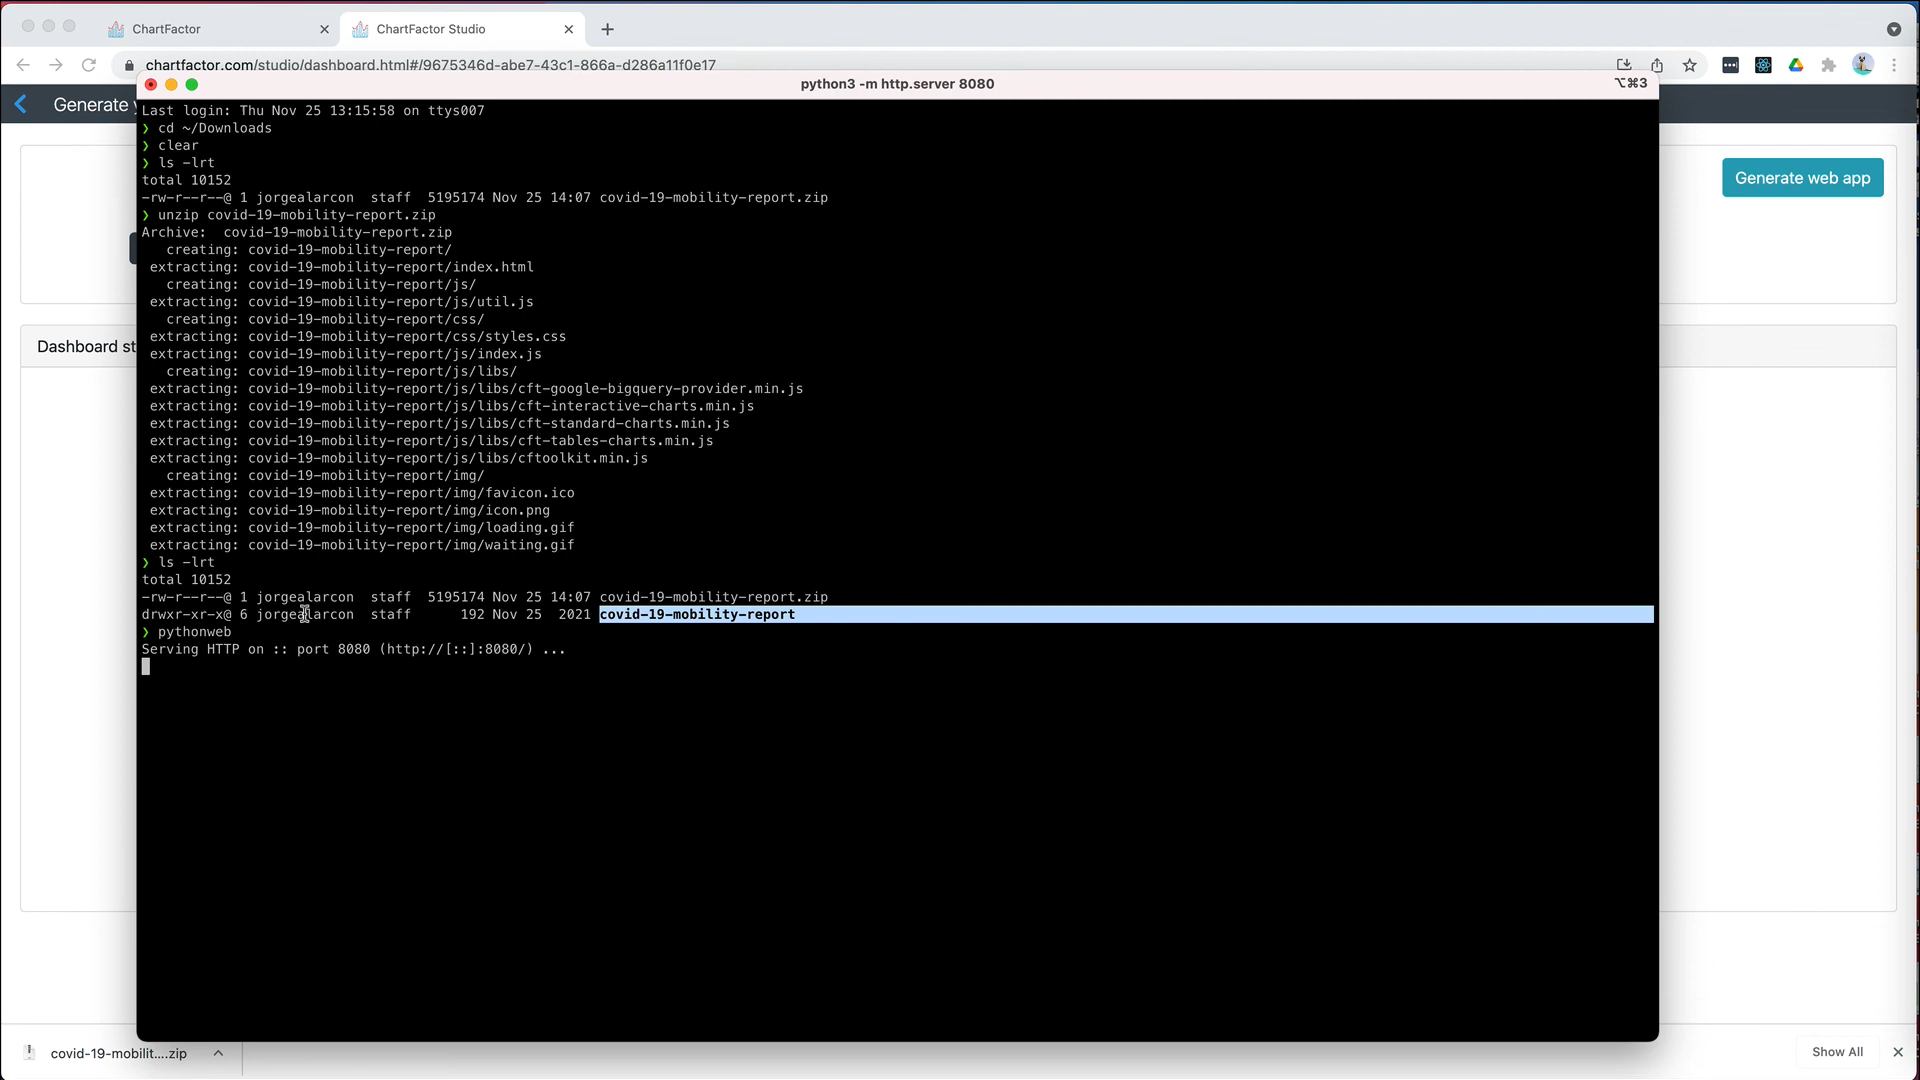 ChartFactor
ChartFactor Studio
chartfactor.com/studio/dashboard.html#/9675346d-abe7-43c1-866a-d286a11f0e17
python3 -m http.server 8080
⌥⌘3
Generate
Last login: Thu Nov 25 13:15:58 on ttys007
❯ cd ~/Downloads
❯ clear
❯ ls -lrt
total 10152
-rw-r--r--@ 1 jorgealarcon  staff  5195174 Nov 25 14:07 covid-19-mobility-report.zip
❯ unzip covid-19-mobility-report.zip
Archive:  covid-19-mobility-report.zip
creating: covid-19-mobility-report/
extracting: covid-19-mobility-report/index.html
creating: covid-19-mobility-report/js/
extracting: covid-19-mobility-report/js/util.js
creating: covid-19-mobility-report/css/
extracting: covid-19-mobility-report/css/styles.css
extracting: covid-19-mobility-report/js/index.js
creating: covid-19-mobility-report/js/libs/
extracting: covid-19-mobility-report/js/libs/cft-google-bigquery-provider.min.js
extracting: covid-19-mobility-report/js/libs/cft-interactive-charts.min.js
extracting: covid-19-mobility-report/js/libs/cft-standard-charts.min.js
extracting: covid-19-mobility-report/js/libs/cft-tables-charts.min.js
extracting: covid-19-mobility-report/js/libs/cftoolkit.min.js
creating: covid-19-mobility-report/img/
extracting: covid-19-mobility-report/img/favicon.ico
extracting: covid-19-mobility-report/img/icon.png
extracting: covid-19-mobility-report/img/loading.gif
extracting: covid-19-mobility-report/img/waiting.gif
❯ ls -lrt
total 10152
-rw-r--r--@ 1 jorgealarcon  staff  5195174 Nov 25 14:07 covid-19-mobility-report.zip
drwxr-xr-x@ 6 jorgealarcon  staff      192 Nov 25  2021 covid-19-mobility-report
❯ pythonweb
Serving HTTP on :: port 8080 (http://[::]:8080/) ...
Generate web app
Dashboard st
covid-19-mobilit....zip
Show All